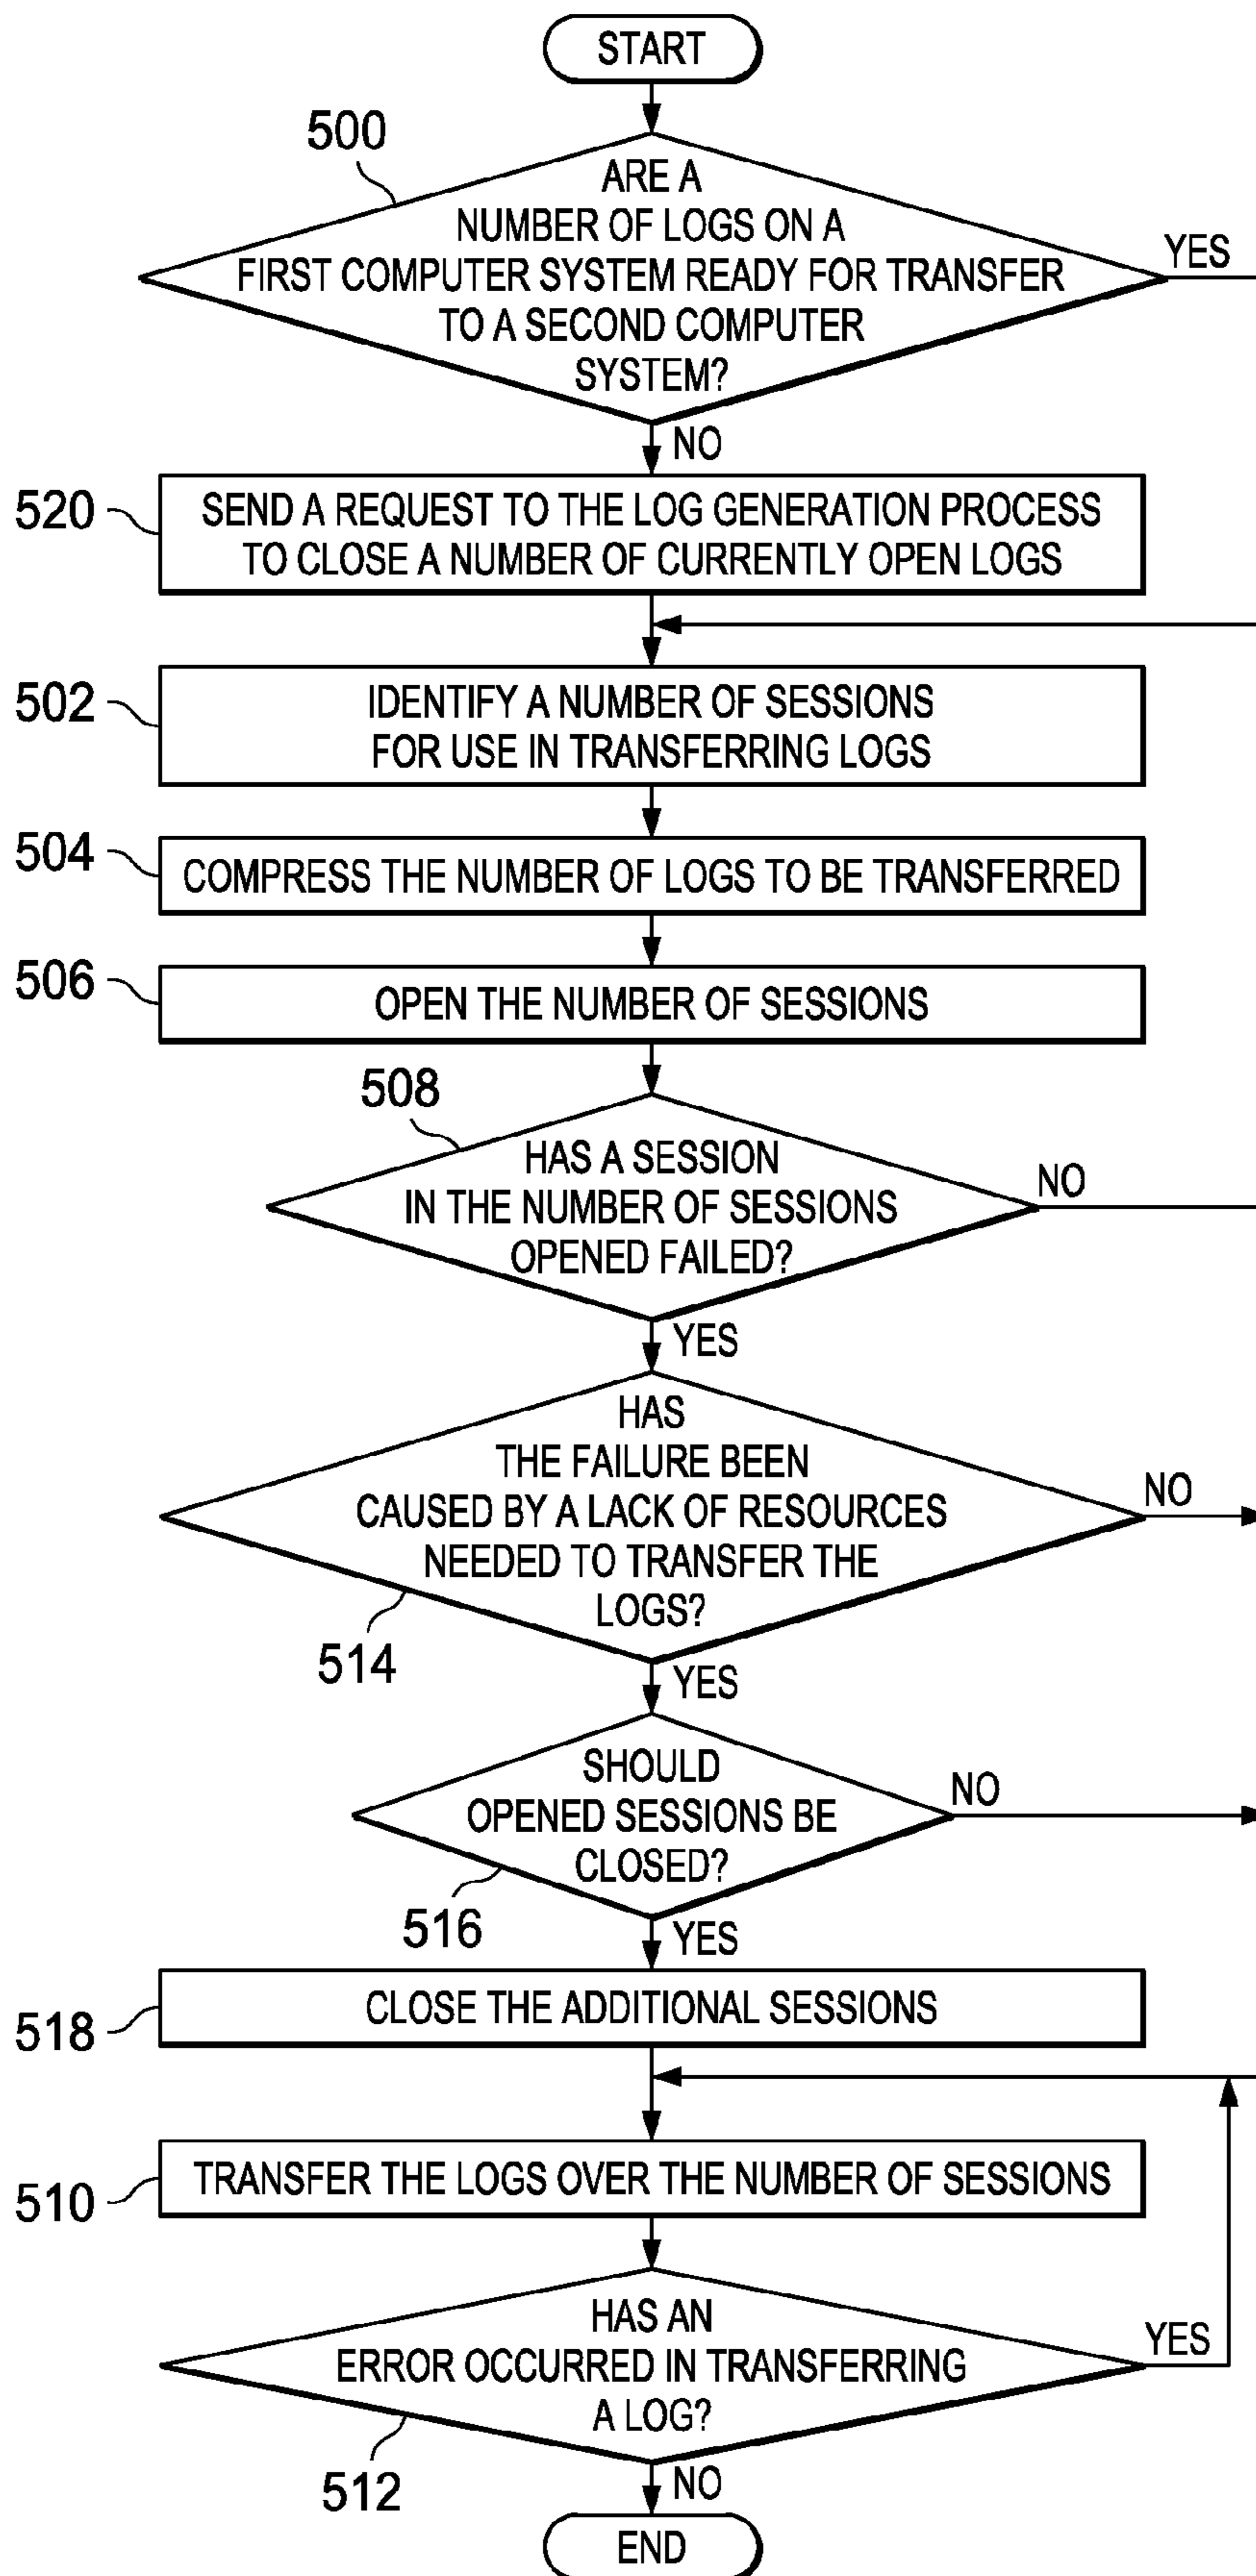 START
500
ARE A
NUMBER OF LOGS ON A
FIRST COMPUTER SYSTEM READY FOR TRANSFER
TO A SECOND COMPUTER
SYSTEM?
YES
NO
520
SEND A REQUEST TO THE LOG GENERATION PROCESS
TO CLOSE A NUMBER OF CURRENTLY OPEN LOGS
502
IDENTIFY A NUMBER OF SESSIONS
FOR USE IN TRANSFERRING LOGS
504
COMPRESS THE NUMBER OF LOGS TO BE TRANSFERRED
506
OPEN THE NUMBER OF SESSIONS
508
HAS A SESSION
IN THE NUMBER OF SESSIONS
OPENED FAILED?
NO
YES
HAS
THE FAILURE BEEN
CAUSED BY A LACK OF RESOURCES
NEEDED TO TRANSFER THE
LOGS?
NO
514
YES
SHOULD
OPENED SESSIONS BE
CLOSED?
NO
516
YES
518
CLOSE THE ADDITIONAL SESSIONS
510
TRANSFER THE LOGS OVER THE NUMBER OF SESSIONS
HAS AN
ERROR OCCURRED IN TRANSFERRING
A LOG?
YES
512
NO
END